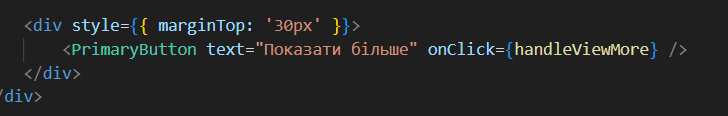 <div style={{ marginTop: '30px' }}>
<PrimaryButton text="Показати більше" onClick={handleViewMore} />
</div>
/div>